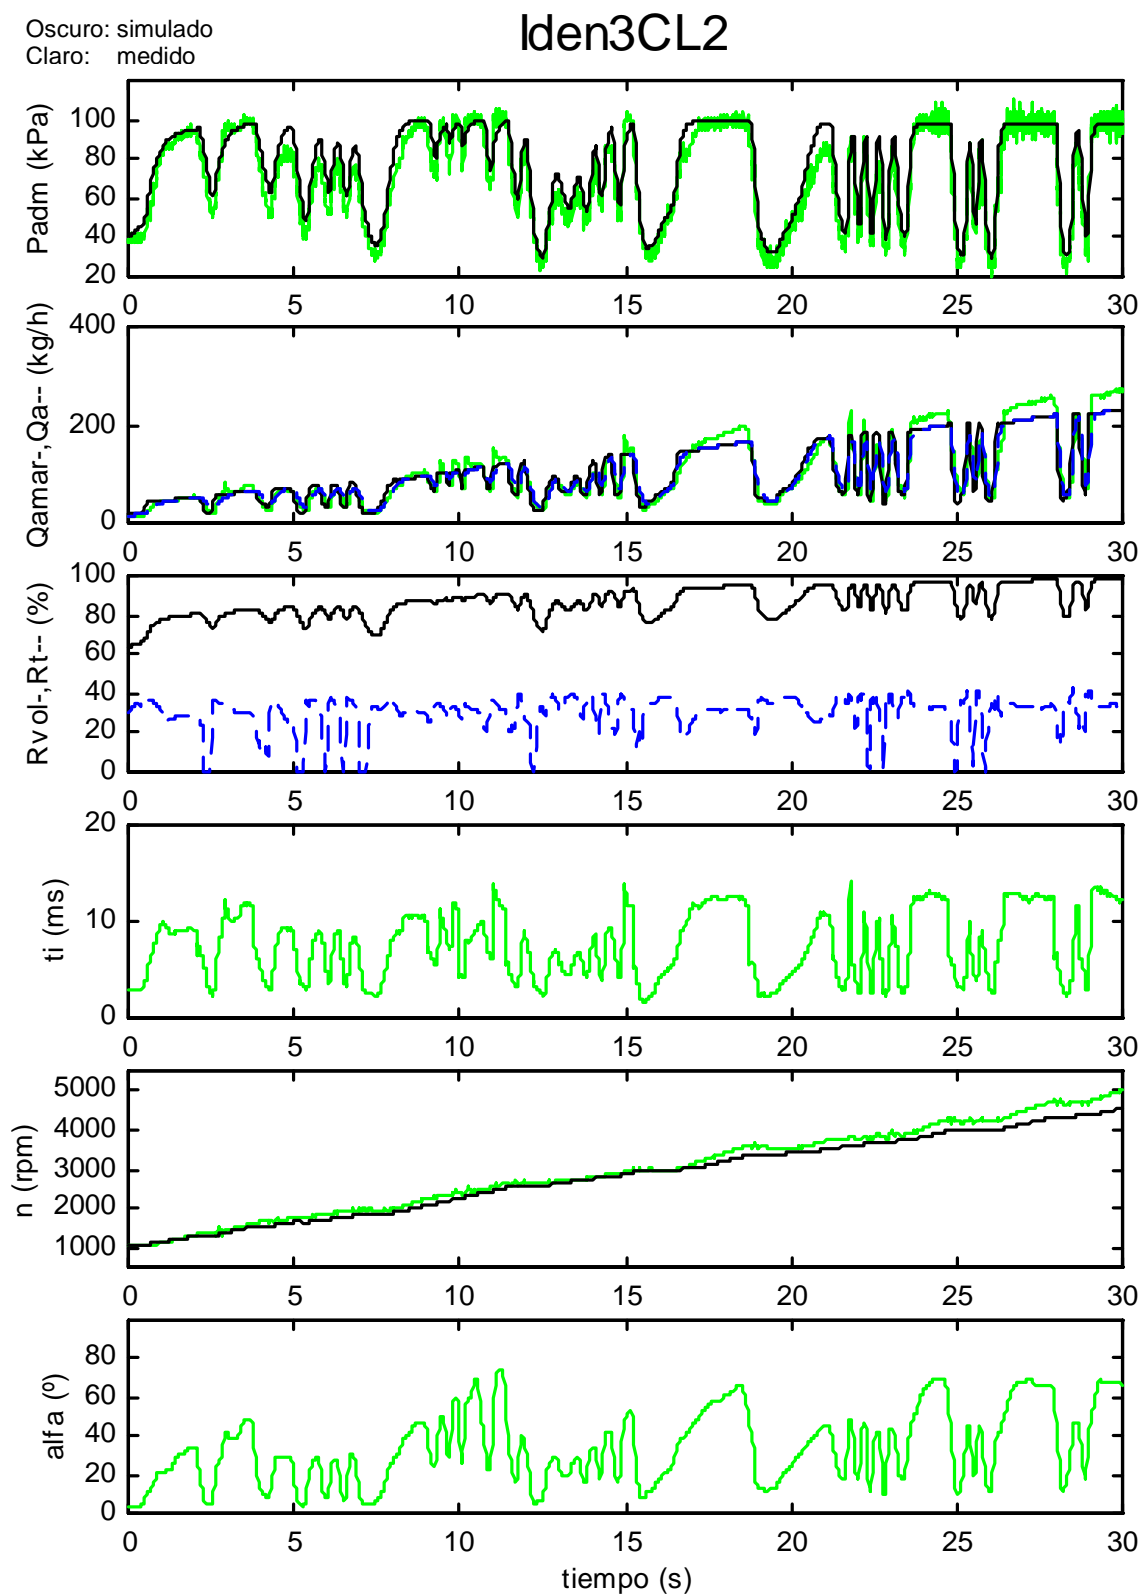 Iden3CL2
Oscuro: simulado
Claro: medido
Padm (kPa)
100
80
60
40
20
0 5 10 15 20 25 30
Qamar-,Qa-- (kg/h)
400
200
0
0 5 10 15 20 25 30
Rvol-,Rt-- (%)
100
80
60
40
20
0
0 5 10 15 20 25 30
ti (ms)
20
10
0
0 5 10 15 20 25 30
n (rpm)
5000
4000
3000
2000
1000
0 5 10 15 20 25 30
alfa (º)
80
60
40
20
0
0 5 10 15 20 25 30
tiempo (s)